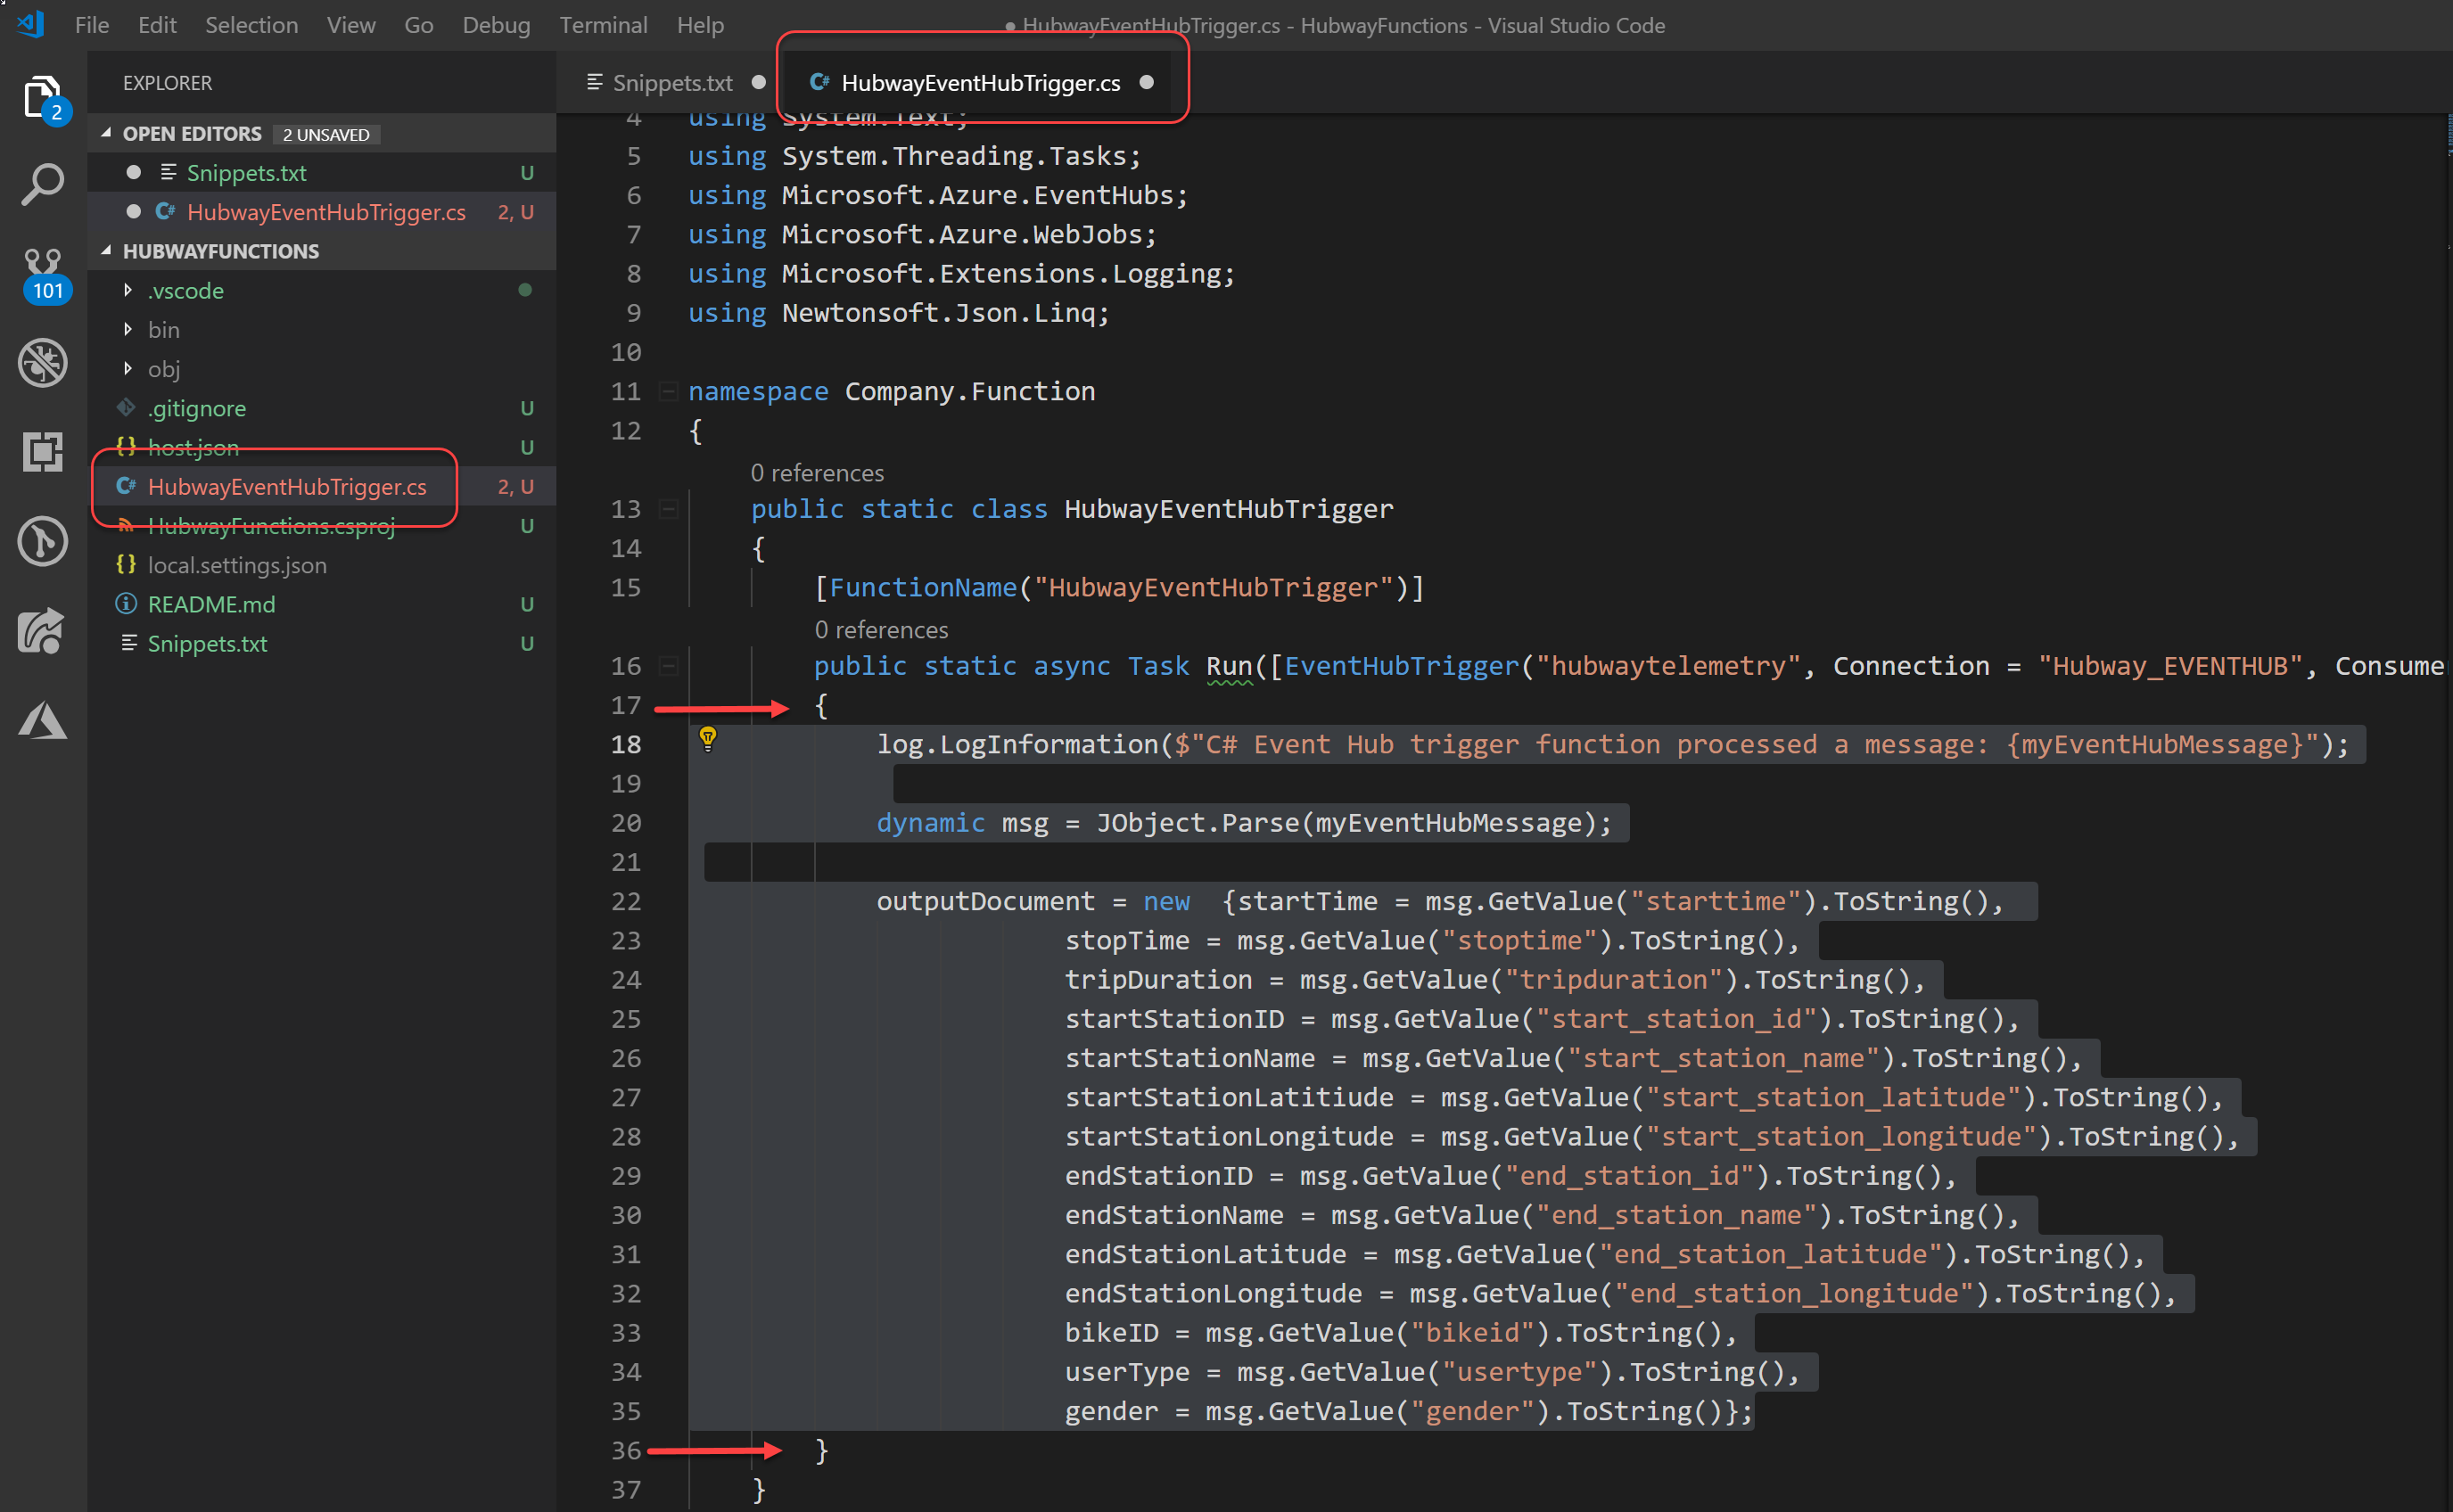 File Edit Selection View Go Debug Terminal Help
● HubwayEventHubTrigger.cs - HubwayFunctions - Visual Studio Code
EXPLORER
OPEN EDITORS 2 UNSAVED
Snippets.txt U
HubwayEventHubTrigger.cs 2, U
HUBWAYFUNCTIONS
.vscode
bin
obj
.gitignore U
host.json U
HubwayEventHubTrigger.cs 2, U
HubwayFunctions.csproj U
local.settings.json
README.md U
Snippets.txt U
2
101
Snippets.txt
HubwayEventHubTrigger.cs
4 using System.Text;
5 using System.Threading.Tasks;
6 using Microsoft.Azure.EventHubs;
7 using Microsoft.Azure.WebJobs;
8 using Microsoft.Extensions.Logging;
9 using Newtonsoft.Json.Linq;
10
11 namespace Company.Function
12 {
0 references
13 public static class HubwayEventHubTrigger
14 {
15 [FunctionName("HubwayEventHubTrigger")]
0 references
16 public static async Task Run([EventHubTrigger("hubwaytelemetry", Connection = "Hubway_EVENTHUB", Consume
17 {
18 log.LogInformation($"C# Event Hub trigger function processed a message: {myEventHubMessage}");
19
20 dynamic msg = JObject.Parse(myEventHubMessage);
21
22 outputDocument = new {startTime = msg.GetValue("starttime").ToString(),
23 stopTime = msg.GetValue("stoptime").ToString(),
24 tripDuration = msg.GetValue("tripduration").ToString(),
25 startStationID = msg.GetValue("start_station_id").ToString(),
26 startStationName = msg.GetValue("start_station_name").ToString(),
27 startStationLatitiude = msg.GetValue("start_station_latitude").ToString(),
28 startStationLongitude = msg.GetValue("start_station_longitude").ToString(),
29 endStationID = msg.GetValue("end_station_id").ToString(),
30 endStationName = msg.GetValue("end_station_name").ToString(),
31 endStationLatitude = msg.GetValue("end_station_latitude").ToString(),
32 endStationLongitude = msg.GetValue("end_station_longitude").ToString(),
33 bikeID = msg.GetValue("bikeid").ToString(),
34 userType = msg.GetValue("usertype").ToString(),
35 gender = msg.GetValue("gender").ToString()};
36 }
37 }